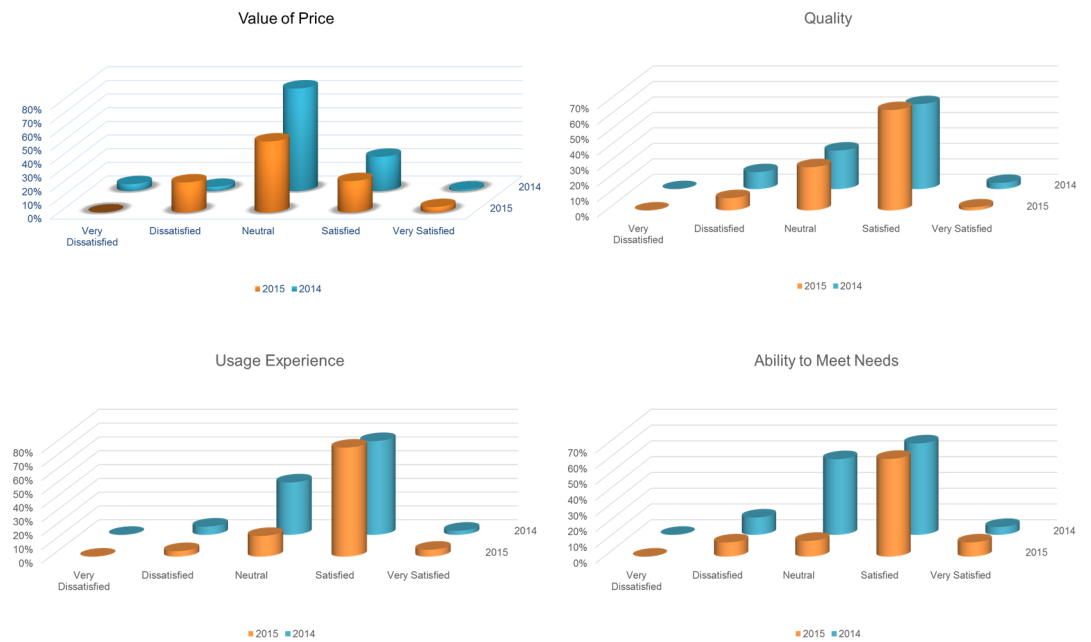 Value of Price
80%
70%
60%
50%
40%
30%
20%
10%
0%
2014
2015
Very
Dissatisfied
Dissatisfied
Neutral
Satisfied
Very Satisfied
2015 2014
Quality
70%
60%
50%
40%
30%
20%
10%
0%
2014
2015
Very
Dissatisfied
Dissatisfied
Neutral
Satisfied
Very Satisfied
2015 2014
Usage Experience
80%
70%
60%
50%
40%
30%
20%
10%
0%
2014
2015
Very
Dissatisfied
Dissatisfied
Neutral
Satisfied
Very Satisfied
2015 2014
Ability to Meet Needs
70%
60%
50%
40%
30%
20%
10%
0%
2014
2015
Very
Dissatisfied
Dissatisfied
Neutral
Satisfied
Very Satisfied
2015 2014